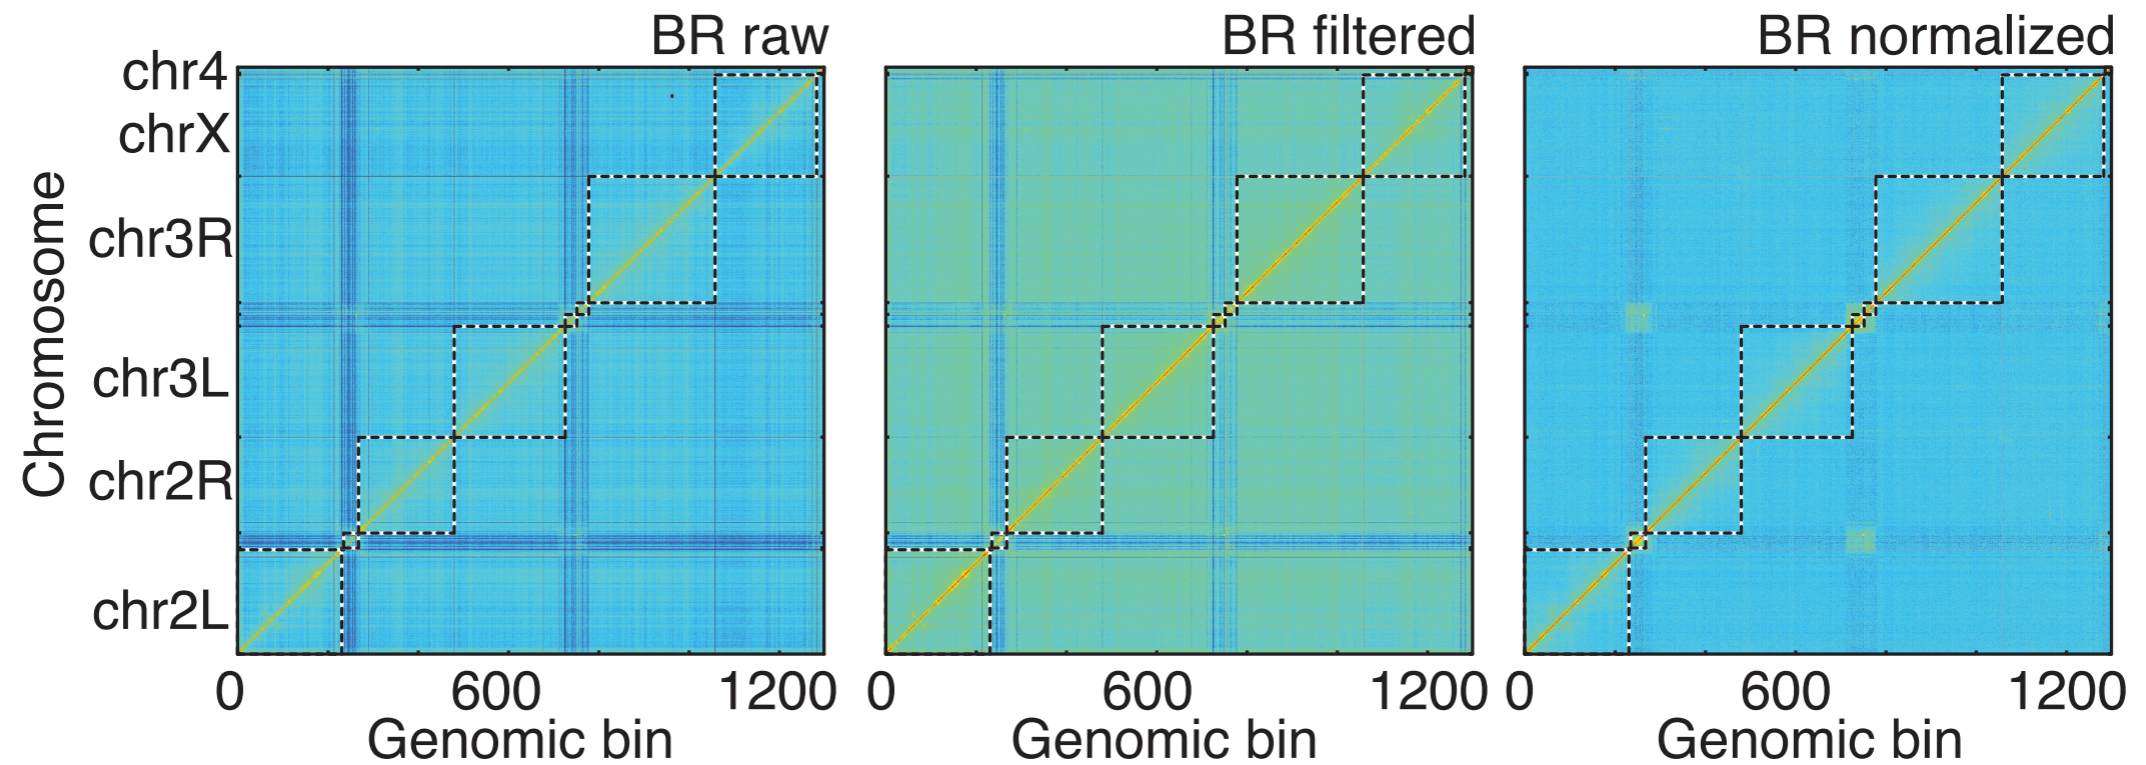 BR raw
BR filtered
BR normalized
Chromosome
chr4
chrX
chr3R
chr3L
chr2R
chr2L
0 600 1200
0 600 1200
0 600 1200
Genomic bin
Genomic bin
Genomic bin